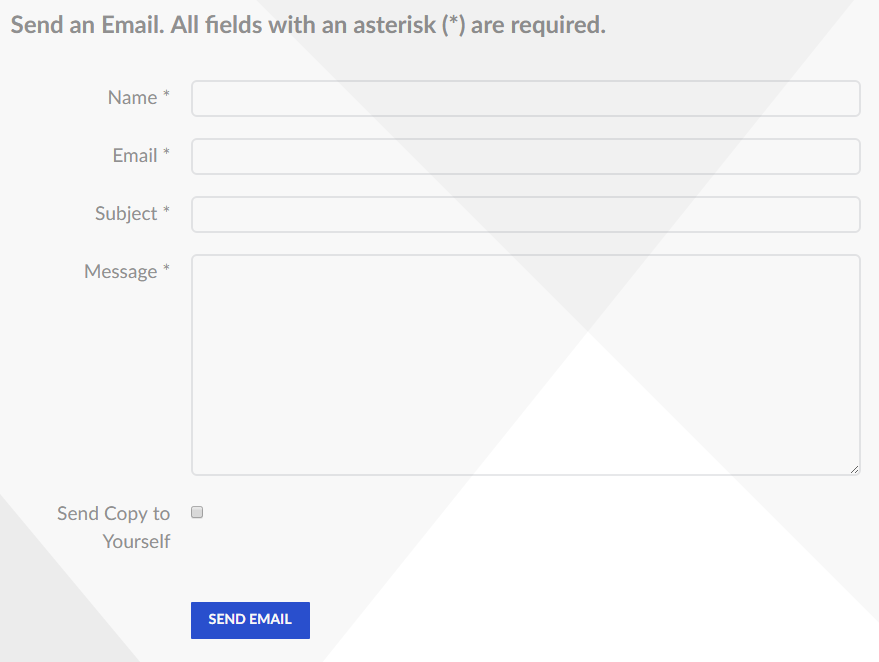 Send an Email. All fields with an asterisk (*) are required.
Name *
Email *
Subject *
Message *
Send Copy to
Yourself
SEND EMAIL